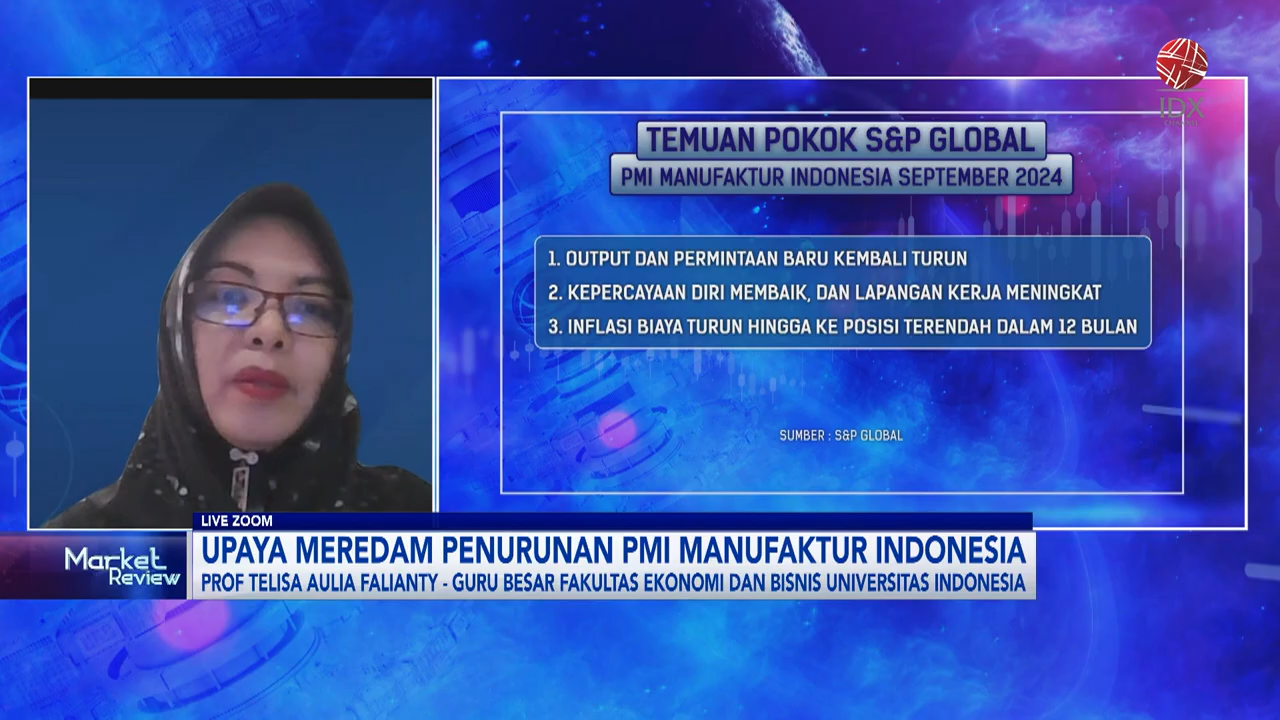 IDX
CHANNEL
TEMUAN POKOK S&P GLOBAL
PMI MANUFAKTUR INDONESIA SEPTEMBER 2024
1. OUTPUT DAN PERMINTAAN BARU KEMBALI TURUN
2. KEPERCAYAAN DIRI MEMBAIK, DAN LAPANGAN KERJA MENINGKAT
3. INFLASI BIAYA TURUN HINGGA KE POSISI TERENDAH DALAM 12 BULAN
SUMBER : S&P GLOBAL
LIVE ZOOM
UPAYA MEREDAM PENURUNAN PMI MANUFAKTUR INDONESIA
PROF TELISA AULIA FALIANTY - GURU BESAR FAKULTAS EKONOMI DAN BISNIS UNIVERSITAS INDONESIA
Market
Review